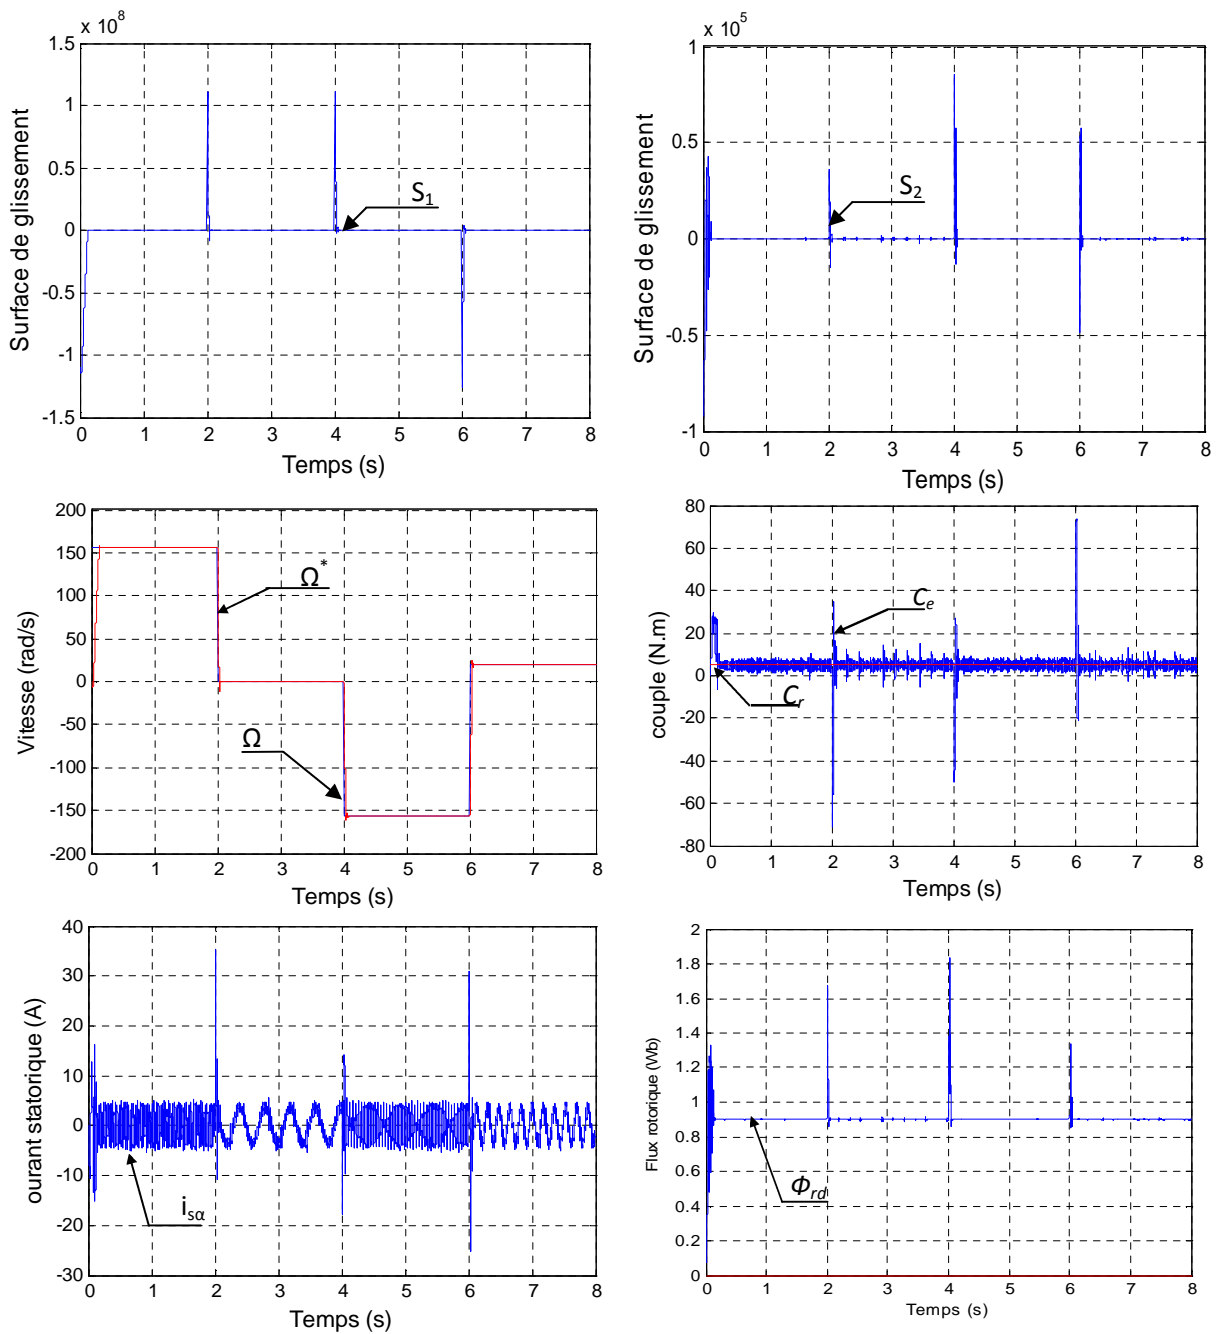 x 10^8
1.5
1
0.5
0
-0.5
-1
-1.5
Surface de glissement
S_1
0 1 2 3 4 5 6 7 8
Temps (s)
x 10^5
1
0.5
0
-0.5
-1
Surface de glissement
S_2
0 1 2 3 4 5 6 7 8
Temps (s)
200
150
100
50
0
-50
-100
-150
-200
Vitesse (rad/s)
Ω^*
Ω
0 1 2 3 4 5 6 7 8
Temps (s)
80
60
40
20
0
-20
-40
-60
-80
couple (N.m)
C_e
C_r
0 1 2 3 4 5 6 7 8
Temps (s)
40
30
20
10
0
-10
-20
-30
ourant statorique (A)
i_sα
0 1 2 3 4 5 6 7 8
Temps (s)
2
1.8
1.6
1.4
1.2
1
0.8
0.6
0.4
0.2
0
Flux rotorique (Wb)
Φ_rd
0 1 2 3 4 5 6 7 8
Temps (s)